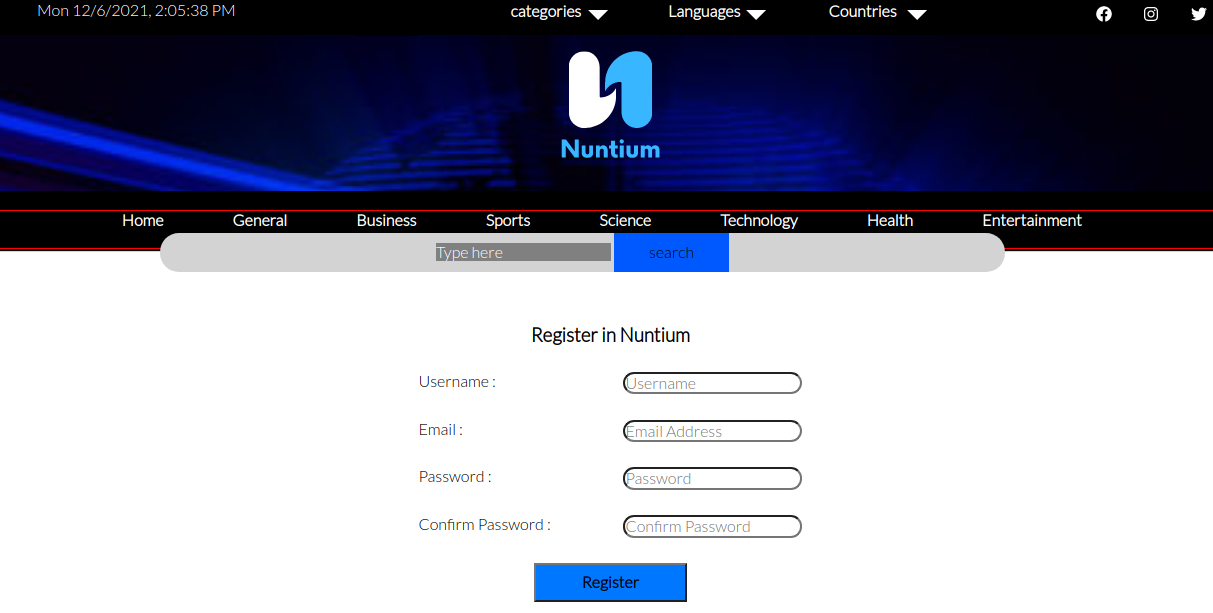 Mon 12/6/2021, 2:05:38 PM categories Languages Countries
Nuntium
Home General Business Sports Science Technology Health Entertainment
Type here search
Register in Nuntium
Username : Username
Email : Email Address
Password : Password
Confirm Password : Confirm Password
Register